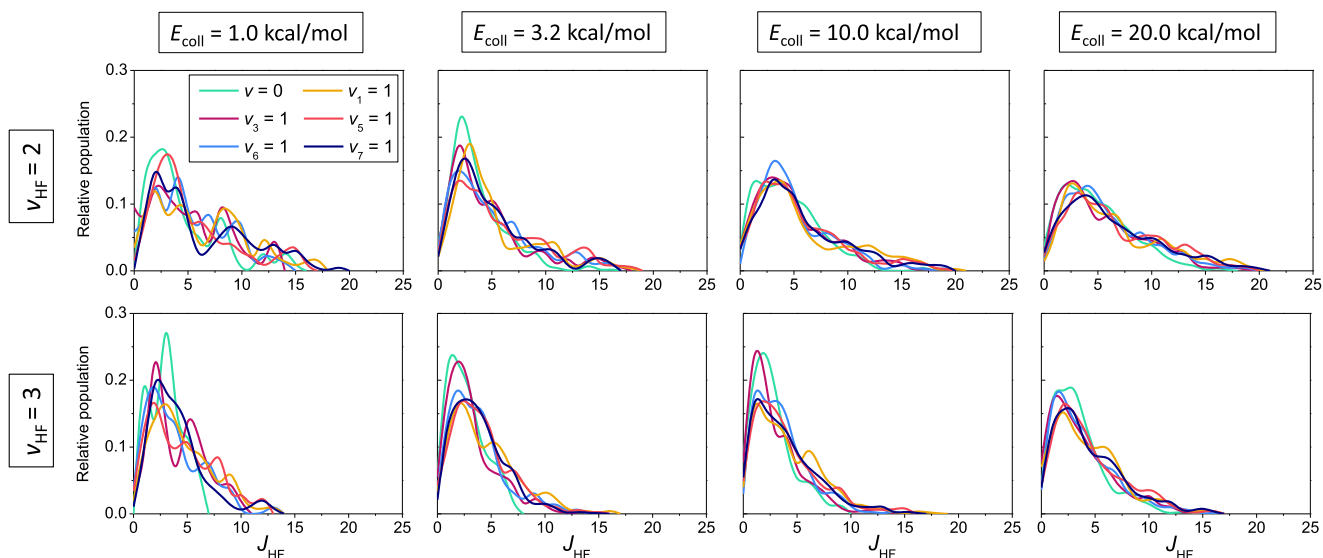 E_coll = 1.0 kcal/mol
E_coll = 3.2 kcal/mol
E_coll = 10.0 kcal/mol
E_coll = 20.0 kcal/mol
v_HF = 2
Relative population
0.3
0.2
0.1
0.0
v = 0
v_1 = 1
v_3 = 1
v_5 = 1
v_6 = 1
v_7 = 1
0 5 10 15 20 25
0 5 10 15 20 25
0 5 10 15 20 25
0 5 10 15 20 25
v_HF = 3
Relative population
0.3
0.2
0.1
0.0
0 5 10 15 20 25
0 5 10 15 20 25
0 5 10 15 20 25
0 5 10 15 20 25
J_HF
J_HF
J_HF
J_HF